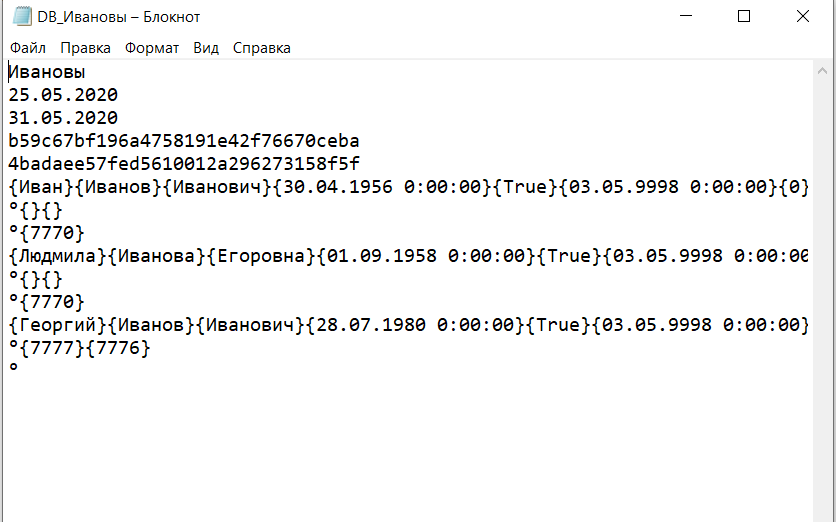 DB_Ивановы – Блокнот
Файл Правка Формат Вид Справка
Ивановы
25.05.2020
31.05.2020
b59c67bf196a4758191e42f76670ceba
4badaee57fed5610012a296273158f5f
{Иван}{Иванов}{Иванович}{30.04.1956 0:00:00}{True}{03.05.9998 0:00:00}{0}
°{}{}
°{7770}
{Людмила}{Иванова}{Егоровна}{01.09.1958 0:00:00}{True}{03.05.9998 0:00:00
°{}{}
°{7770}
{Георгий}{Иванов}{Иванович}{28.07.1980 0:00:00}{True}{03.05.9998 0:00:00}
°{7777}{7776}
°